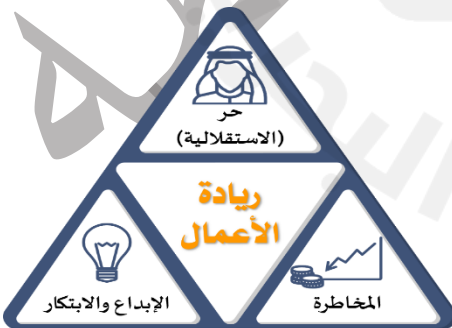 حر
(الاستقلالية)
ريادة
الأعمال
الإبداع والابتكار
المخاطرة